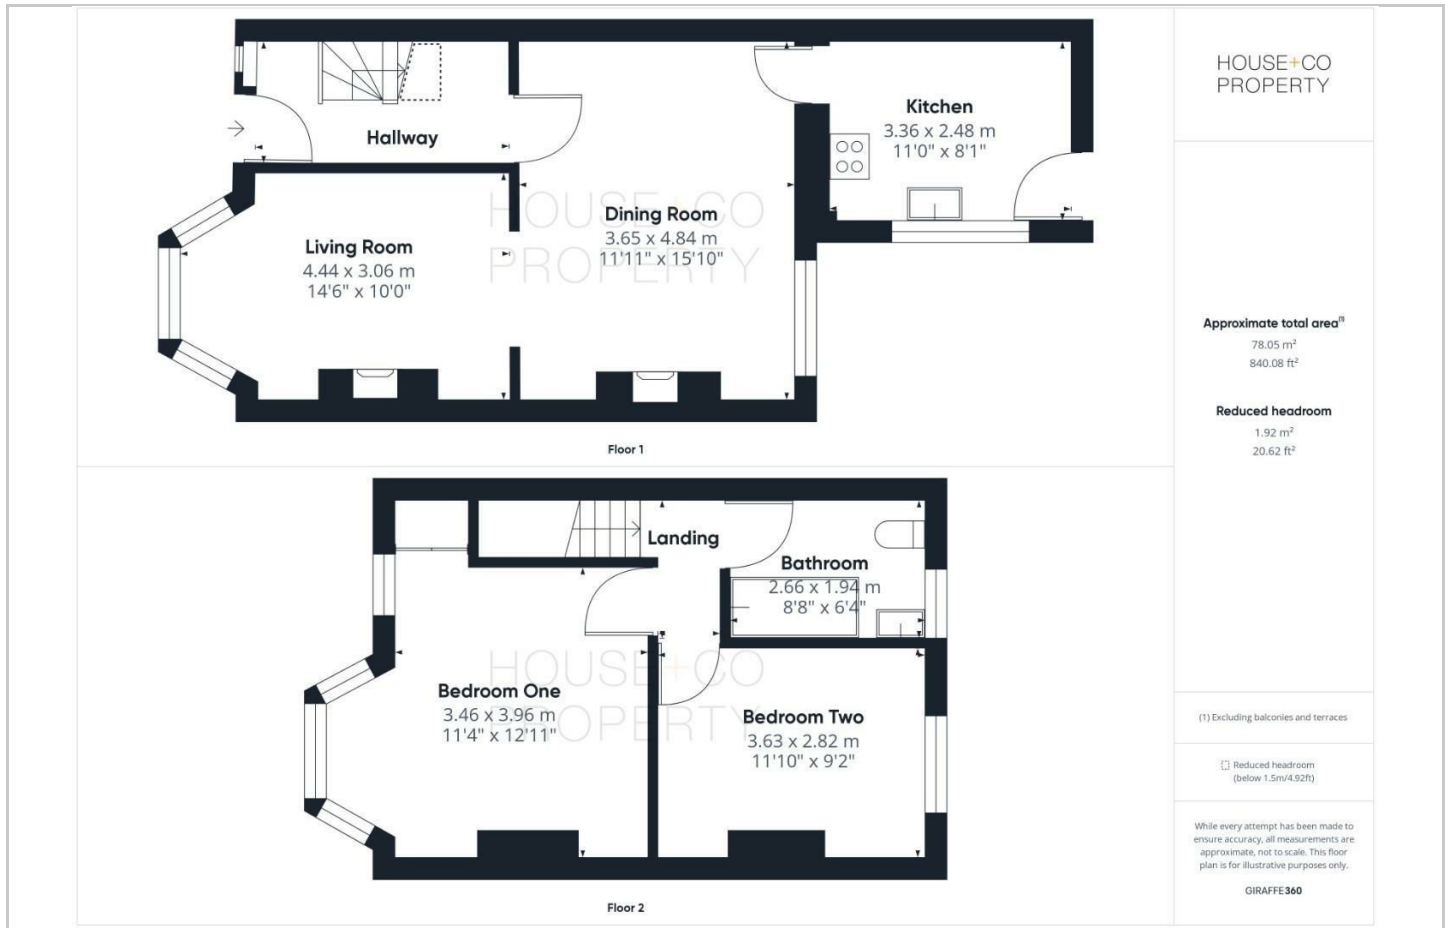 Hallway
Living Room
4.44 x 3.06 m
14'6" x 10'0"
Dining Room
3.65 x 4.84 m
11'11" x 15'10"
Kitchen
3.36 x 2.48 m
11'0" x 8'1"
HOUSE+CO
PROPERTY
Floor 1
Landing
Bathroom
2.66 x 1.94 m
8'8" x 6'4"
Bedroom One
3.46 x 3.96 m
11'4" x 12'11"
Bedroom Two
3.63 x 2.82 m
11'10" x 9'2"
HOUSE+CO
PROPERTY
Floor 2
HOUSE+CO
PROPERTY
Approximate total area⁽¹⁾
78.05 m²
840.08 ft²
Reduced headroom
1.92 m²
20.62 ft²
(1) Excluding balconies and terraces
Reduced headroom
(below 1.5m/4.92ft)
While every attempt has been made to
ensure accuracy, all measurements are
approximate, not to scale. This floor
plan is for illustrative purposes only.
GIRAFFE360